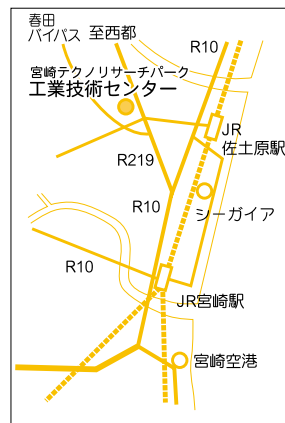 春田
バイパス
至西都
R10
宮崎テクノリサーチパーク
工業技術センター
JR
佐土原駅
R219
R10
シーガイア
R10
JR宮崎駅
宮崎空港